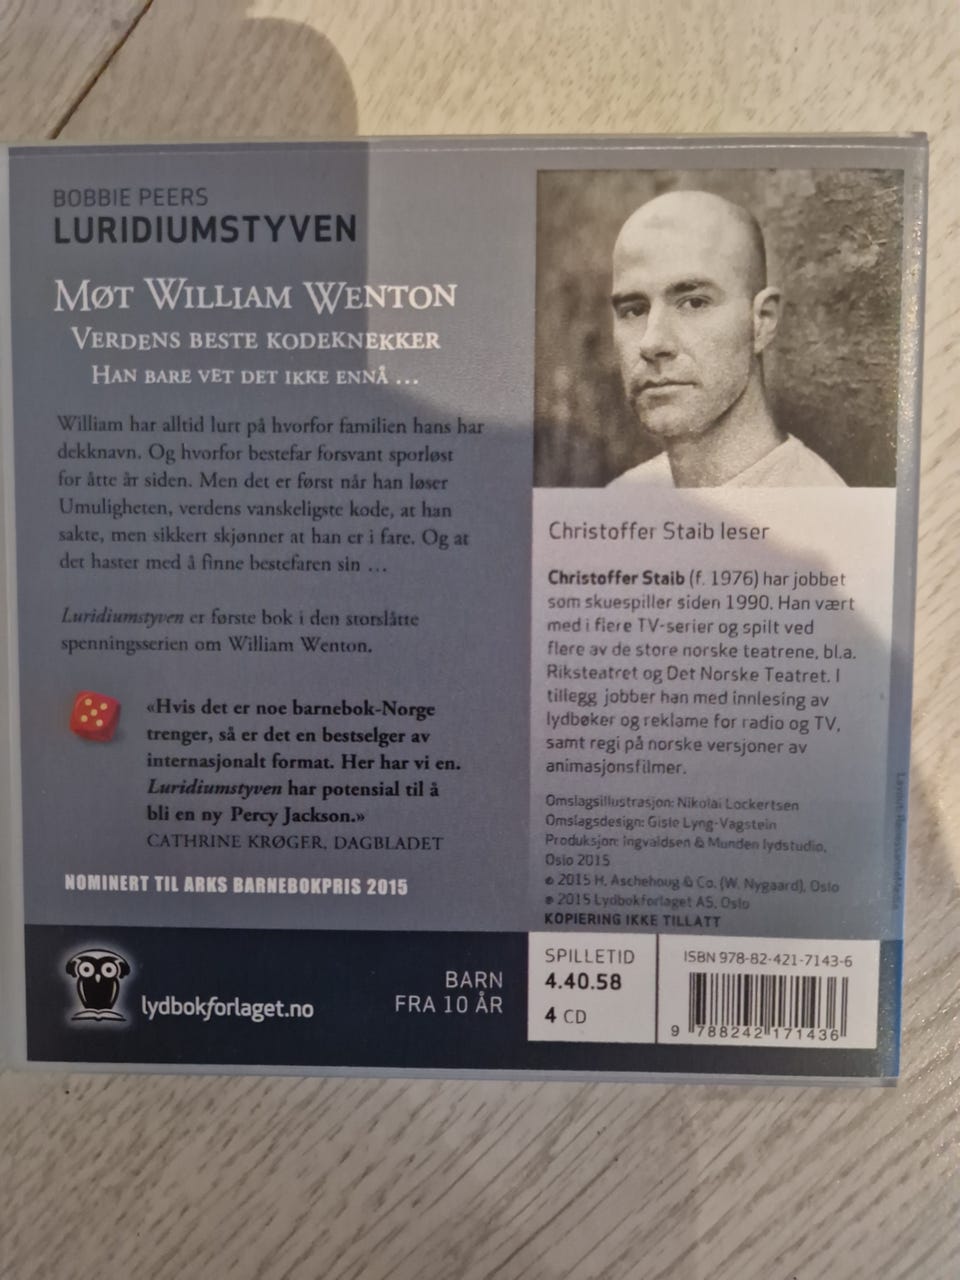 BOBBIE PEERS
LURIDIUMSTYVEN
MØT WILLIAM WENTON
VERDENS BESTE KODEKNEKKER
HAN BARE VET DET IKKE ENNÅ ...
William har alltid lurt på hvorfor familien hans har
dekknavn. Og hvorfor bestefar forsvant sporløst
for åtte år siden. Men det er først når han løser
Umuligheten, verdens vanskeligste kode, at han
sakte, men sikkert skjønner at han er i fare. Og at
det haster med å finne bestefaren sin ...
Luridiumstyven er første bok i den storslåtte
spenningsserien om William Wenton.
«Hvis det er noe barnebok-Norge
trenger, så er det en bestselger av
internasjonalt format. Her har vi en.
Luridiumstyven har potensial til å
bli en ny Percy Jackson.»
CATHRINE KRØGER, DAGBLADET
NOMINERT TIL ARKS BARNEBOKPRIS 2015
lydbokforlaget.no
BARN
FRA 10 ÅR
Christoffer Staib leser
Christoffer Staib (f. 1976) har jobbet
som skuespiller siden 1990. Han vært
med i flere TV-serier og spilt ved
flere av de store norske teatrene, bl.a.
Riksteatret og Det Norske Teatret. I
tillegg jobber han med innlesing av
lydbøker og reklame for radio og TV,
samt regi på norske versjoner av
animasjonsfilmer.
Omslagsillustrasjon: Nikolai Lockertsen
Omslagsdesign: Gisle Lyng-Vagstein
Produksjon: Ingvaldsen & Munden lydstudio,
Oslo 2015
© 2015 H. Aschehoug & Co. (W. Nygaard), Oslo
℗ 2015 Lydbokforlaget AS, Oslo
KOPIERING IKKE TILLATT
SPILLETID
4.40.58
4 CD
ISBN 978-82-421-7143-6
9 788242 171436